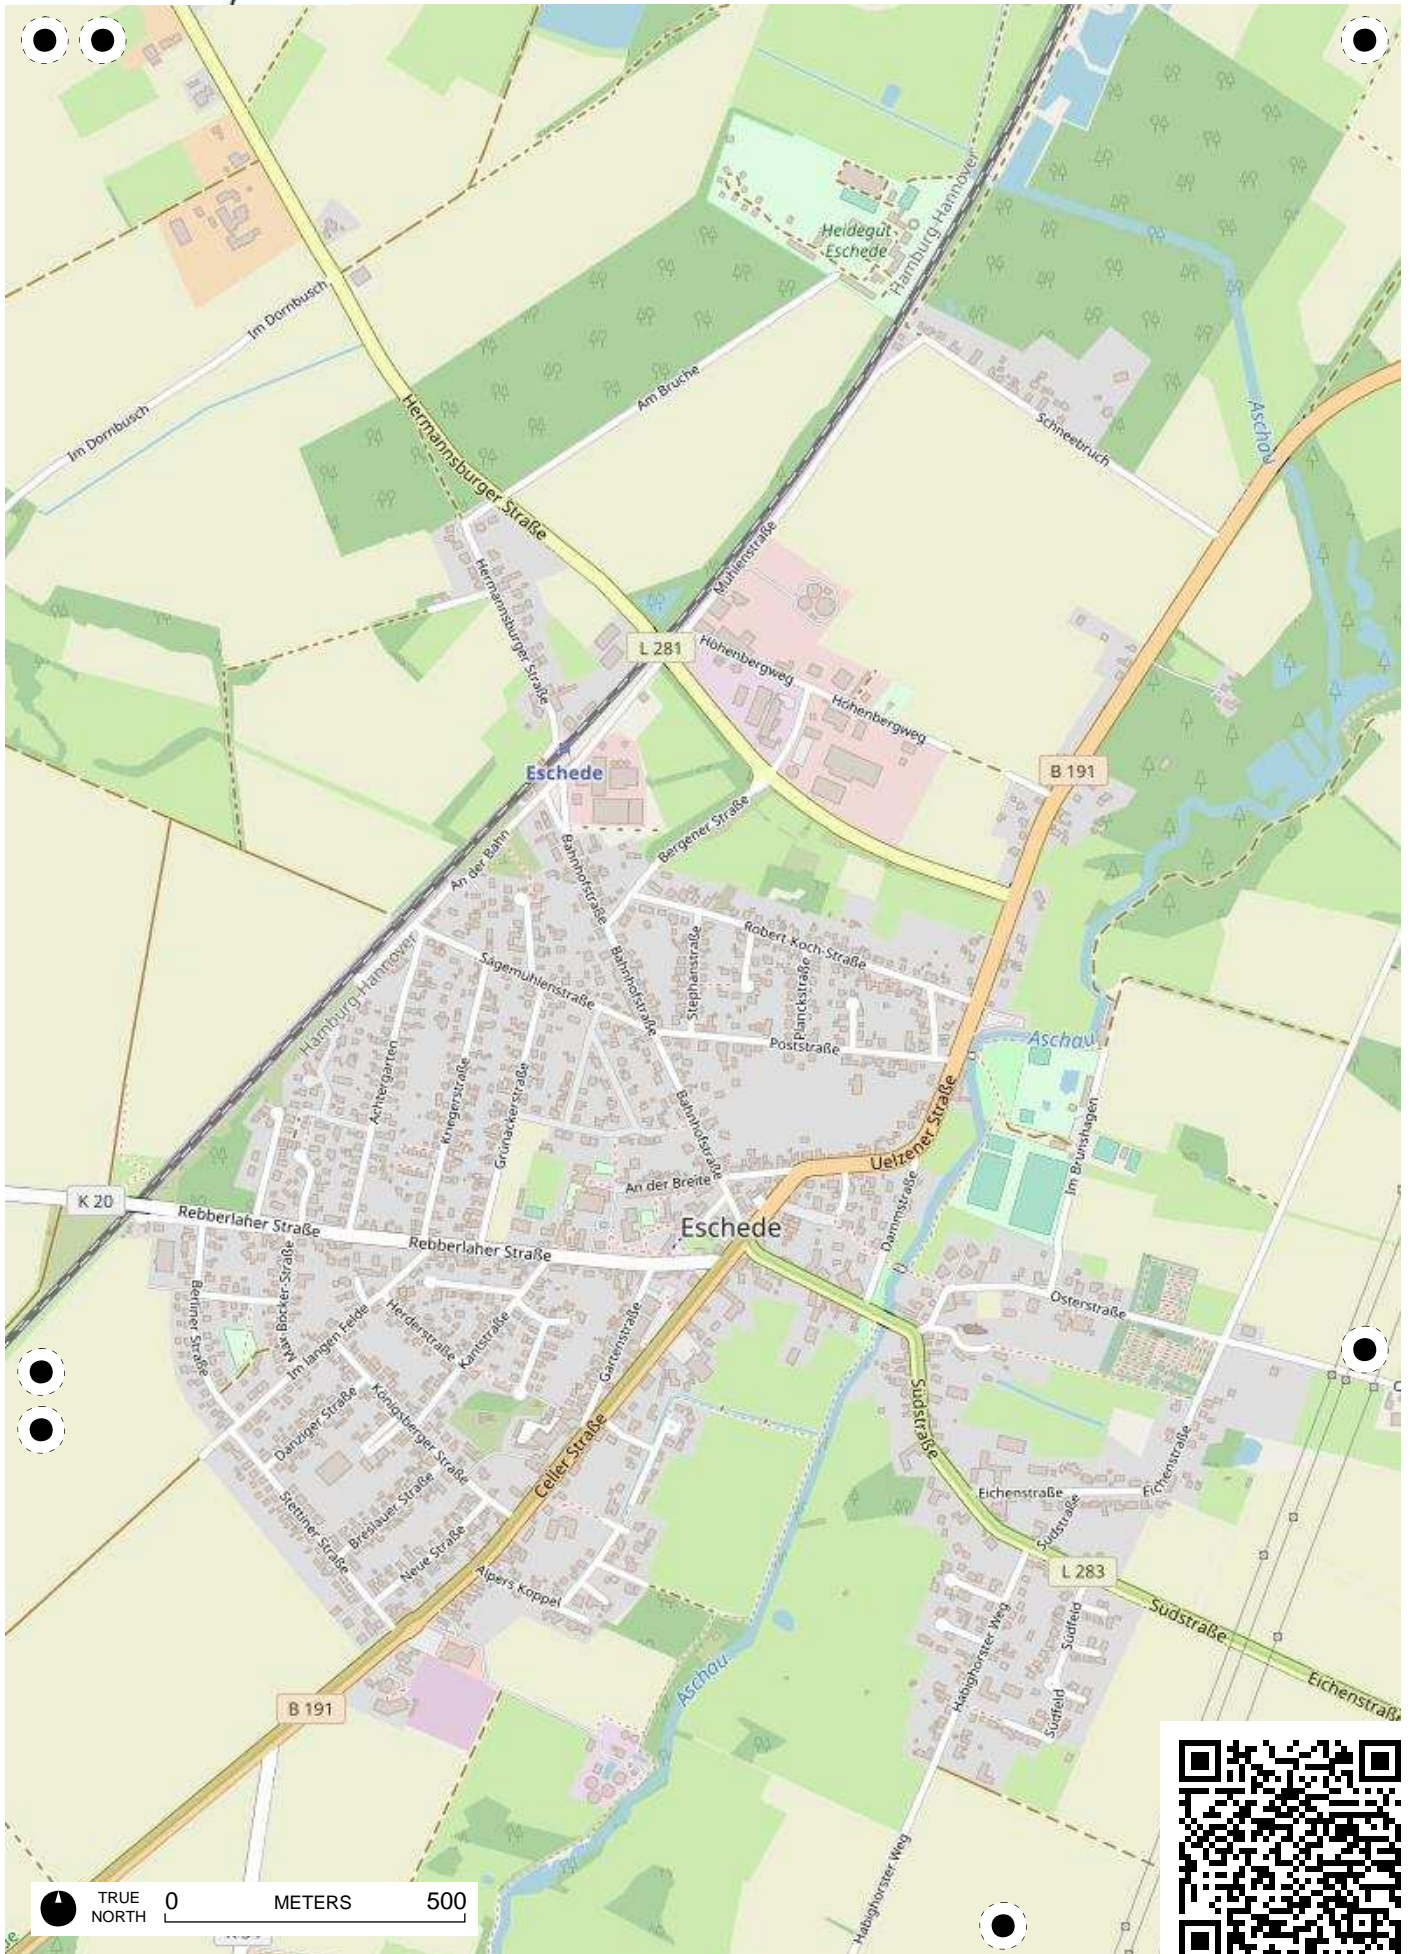 Hamburg-Hannover
Heidegut
Eschede
Im Dornbusch
Im Dornbusch
Am Bruche
Hermannsburger Straße
Schneebruch
Aschau
Mühlenstraße
Hermannsburger Straße
L 281
Höhenbergweg
Höhenbergweg
B 191
Eschede
Bergener Straße
An der Bahn
Bahnhofstraße
Robert-Koch-Straße
Stephanstraße
Planckstraße
Hamburg-Hannover
Sägemühlenstraße
Bahnhofstraße
Poststraße
Aschau
Achtergarten
Kriegerstraße
Grünackerstraße
Bahnhofstraße
Uelzener Straße
Im Brunshagen
An der Breite
Dammstraße
K 20
Rebberlaher Straße
Rebberlaher Straße
Eschede
Berliner Straße
Max-Böcker-Straße
Im langen Felde
Herderstraße
Kantstraße
Gartenstraße
Osterstraße
Danziger Straße
Königsberger Straße
Celler Straße
Südstraße
Stettiner Straße
Breslauer Straße
Neue Straße
Alpers Koppel
Eichenstraße
Eichenstraße
Südstraße
L 283
Südstraße
Habighorster Weg
Südfeld
Südfeld
Eichenstraße
Aschau
B 191
Habighorster Weg
TRUE
NORTH
0 METERS 500